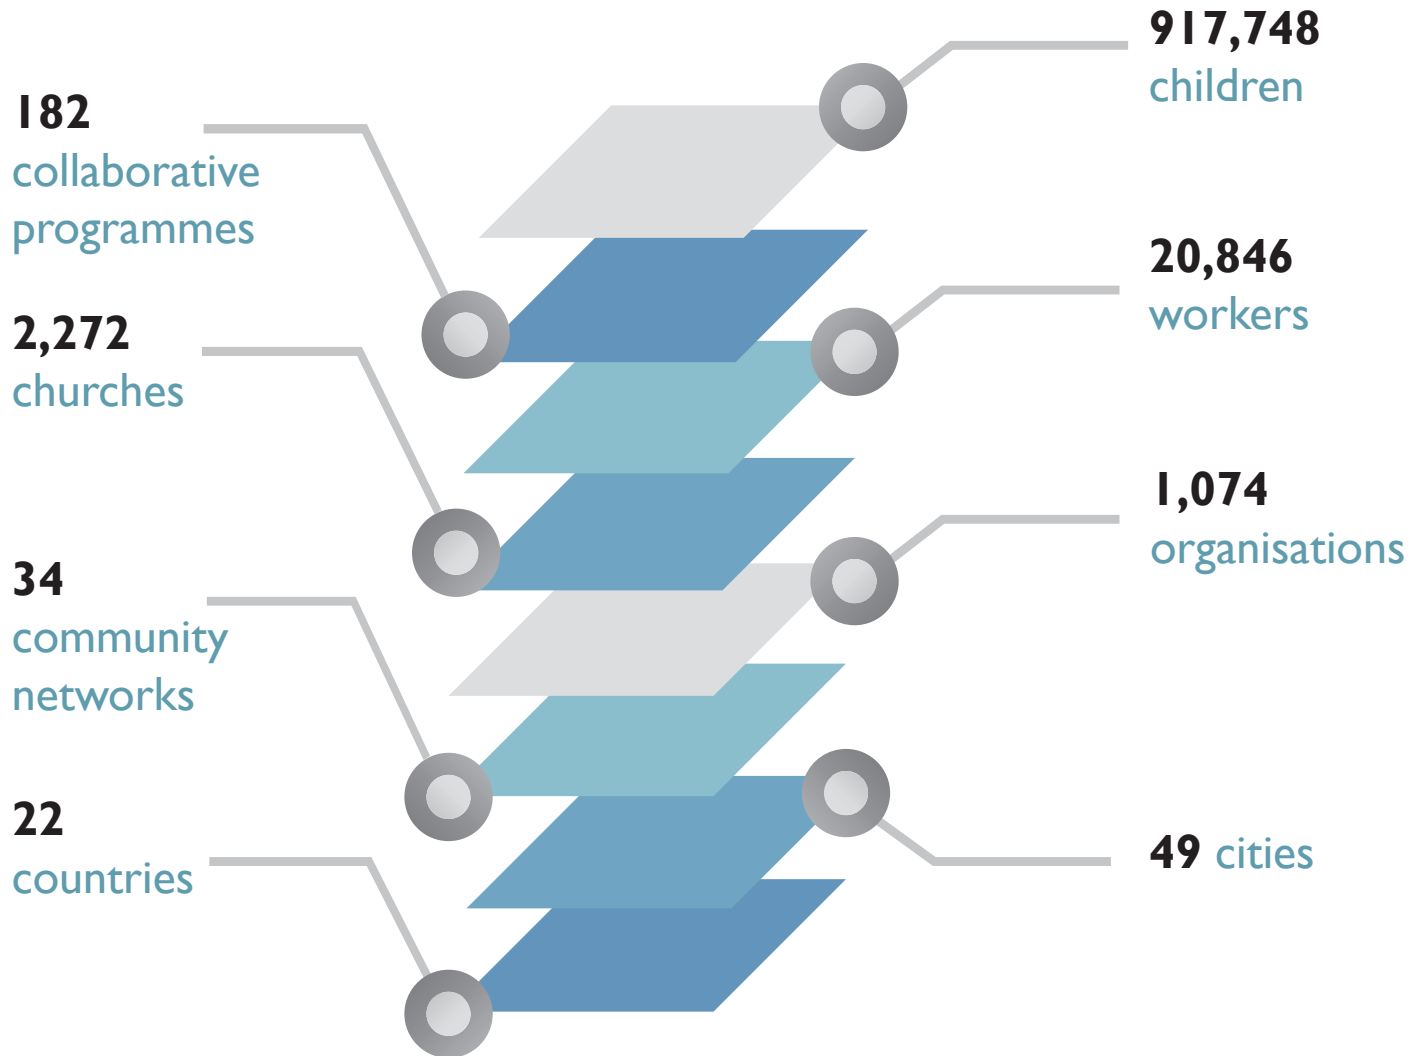 917,748
children
182
collaborative
programmes
20,846
workers
2,272
churches
1,074
organisations
34
community
networks
22
countries
49 cities